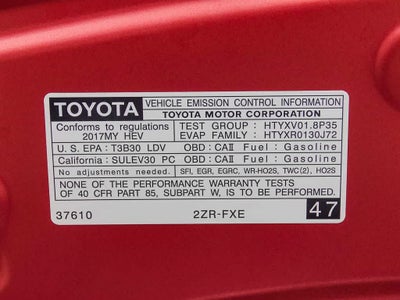 TOYOTA VEHICLE EMISSION CONTROL INFORMATION
TOYOTA MOTOR CORPORATION
Conforms to regulations TEST GROUP : HTYXV01.8P35
2017MY HEV EVAP FAMILY : HTYXR0130J72
U.S. EPA : T3B30 LDV OBD : CAII Fuel : Gasoline
California : SULEV30 PC OBD : CAII Fuel : Gasoline
No adjustments needed. SFI, EGR, EGRC, WR-HO2S, TWC(2), HO2S
NONE OF THE REMAINING WARRANTY TESTS
OF 40 CFR PART 85, SUBPART W, IS DUE TO THE
37610 2ZR-FXE 47